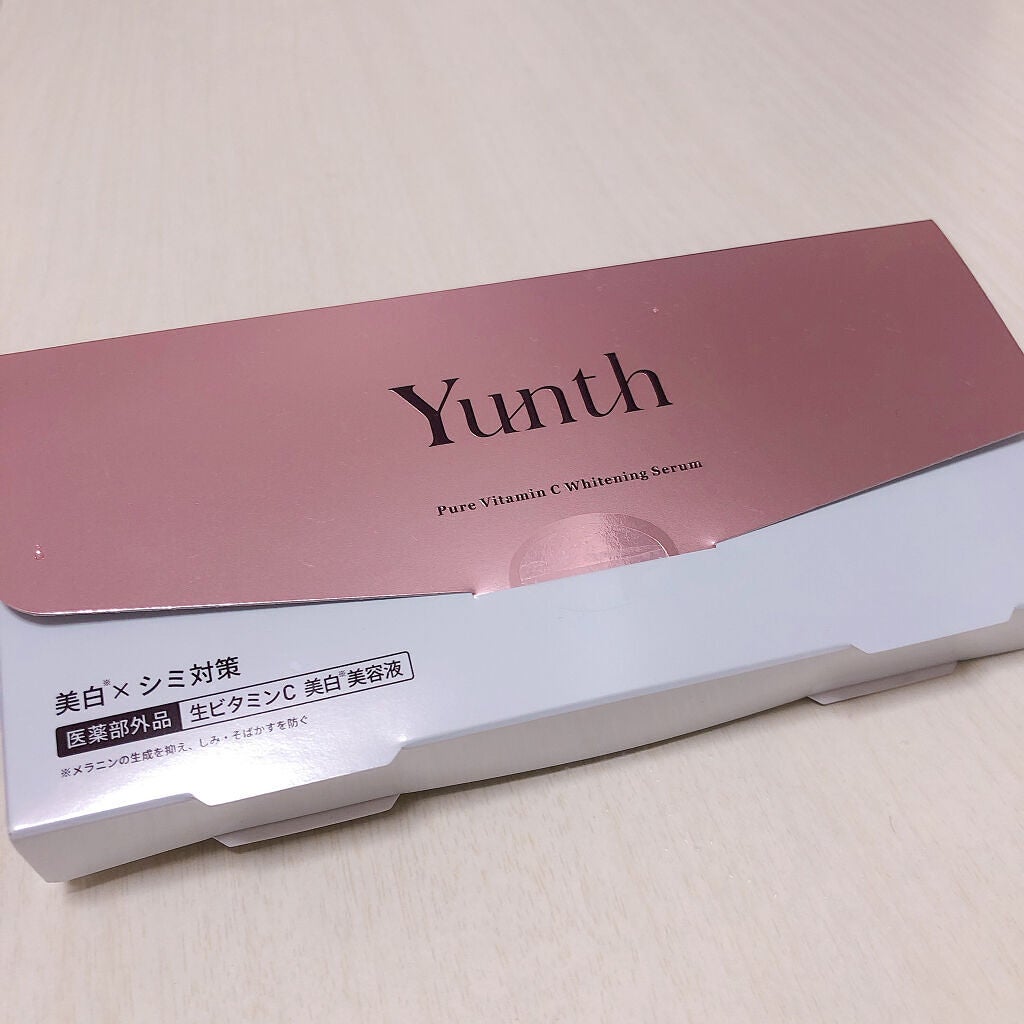 Yunth
Pure Vitamin C Whitening Serum
美白※×シミ対策
医薬部外品 生ビタミンC 美白※美容液
※メラニンの生成を抑え、しみ・そばかすを防ぐ